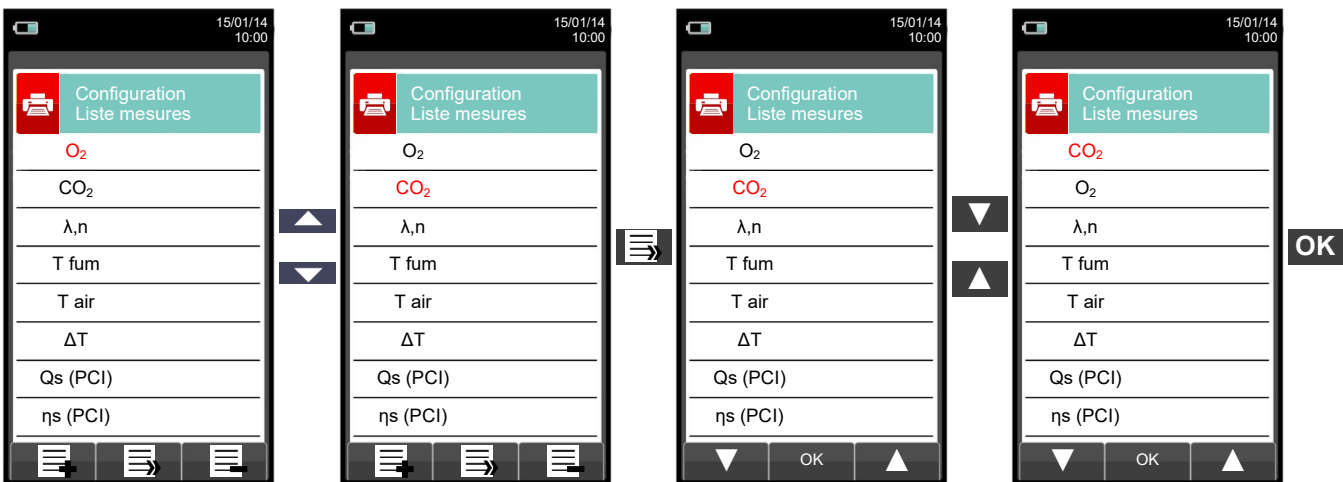 15/01/14
10:00
Configuration
Liste mesures
O₂
CO₂
λ,n
T fum
T air
ΔT
Qs (PCI)
ηs (PCI)
15/01/14
10:00
Configuration
Liste mesures
O₂
CO₂
λ,n
T fum
T air
ΔT
Qs (PCI)
ηs (PCI)
15/01/14
10:00
Configuration
Liste mesures
O₂
CO₂
λ,n
T fum
T air
ΔT
Qs (PCI)
ηs (PCI)
OK
15/01/14
10:00
Configuration
Liste mesures
CO₂
O₂
λ,n
T fum
T air
ΔT
Qs (PCI)
ηs (PCI)
OK
OK